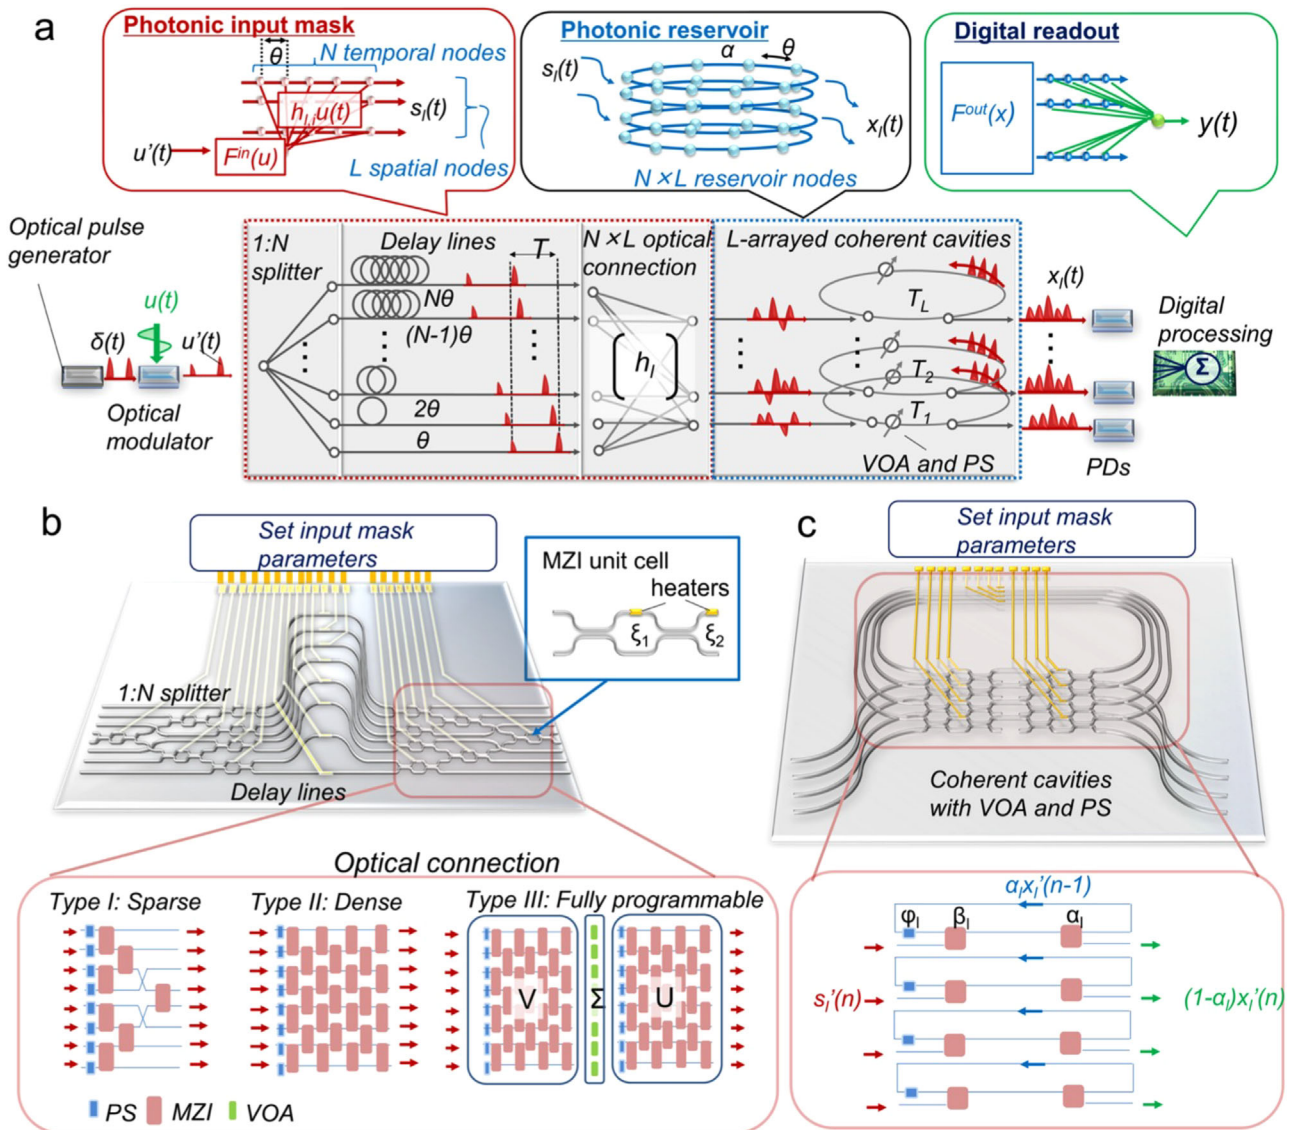 a
Photonic input mask
θ
N temporal nodes
h_{l,i}u(t)
s_l(t)
u'(t)
F^{in}(u)
L spatial nodes
Photonic reservoir
α
θ
s_l(t)
x_l(t)
N×L reservoir nodes
Digital readout
F^{out}(x)
y(t)
Optical pulse
generator
δ(t)
u(t)
u'(t)
Optical
modulator
1:N
splitter
Delay lines
T
Nθ
(N-1)θ
2θ
θ
N×L optical
connection
h_l
L-arrayed coherent cavities
T_L
T_2
T_1
VOA and PS
x_l(t)
PDs
Digital
processing
Σ
b
Set input mask
parameters
1:N splitter
Delay lines
MZI unit cell
heaters
ξ_1
ξ_2
Optical connection
Type I: Sparse
Type II: Dense
Type III: Fully programmable
V
Σ
U
PS
MZI
VOA
c
Set input mask
parameters
Coherent cavities
with VOA and PS
α_l x_l'(n-1)
φ_l
β_l
α_l
s_l'(n)
(1-α_l)x_l'(n)